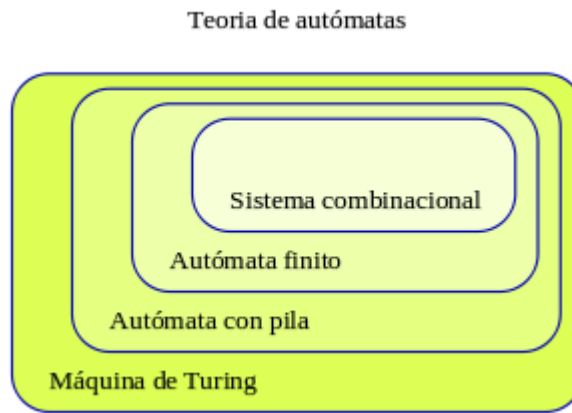 Teoria de autómatas
Sistema combinacional
Autómata finito
Autómata con pila
Máquina de Turing